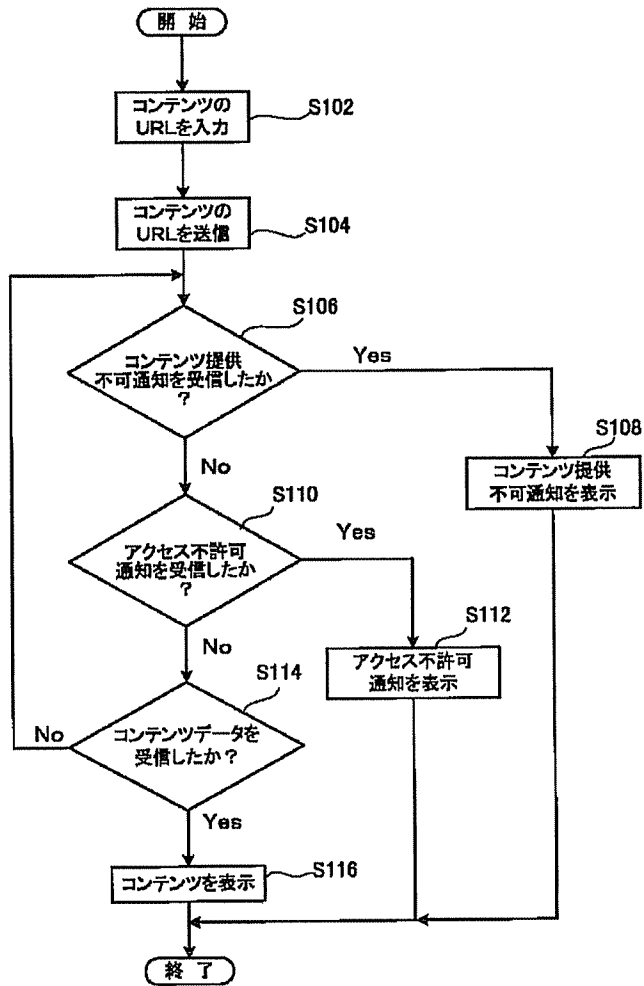 開始
コンテンツの
URLを入力
S102
コンテンツの
URLを送信
S104
S106
コンテンツ提供
不可通知を受信したか
?
Yes
No
S108
コンテンツ提供
不可通知を表示
S110
アクセス不許可
通知を受信したか
?
Yes
No
S112
アクセス不許可
通知を表示
S114
コンテンツデータを
受信したか?
No
Yes
コンテンツを表示
S116
終了